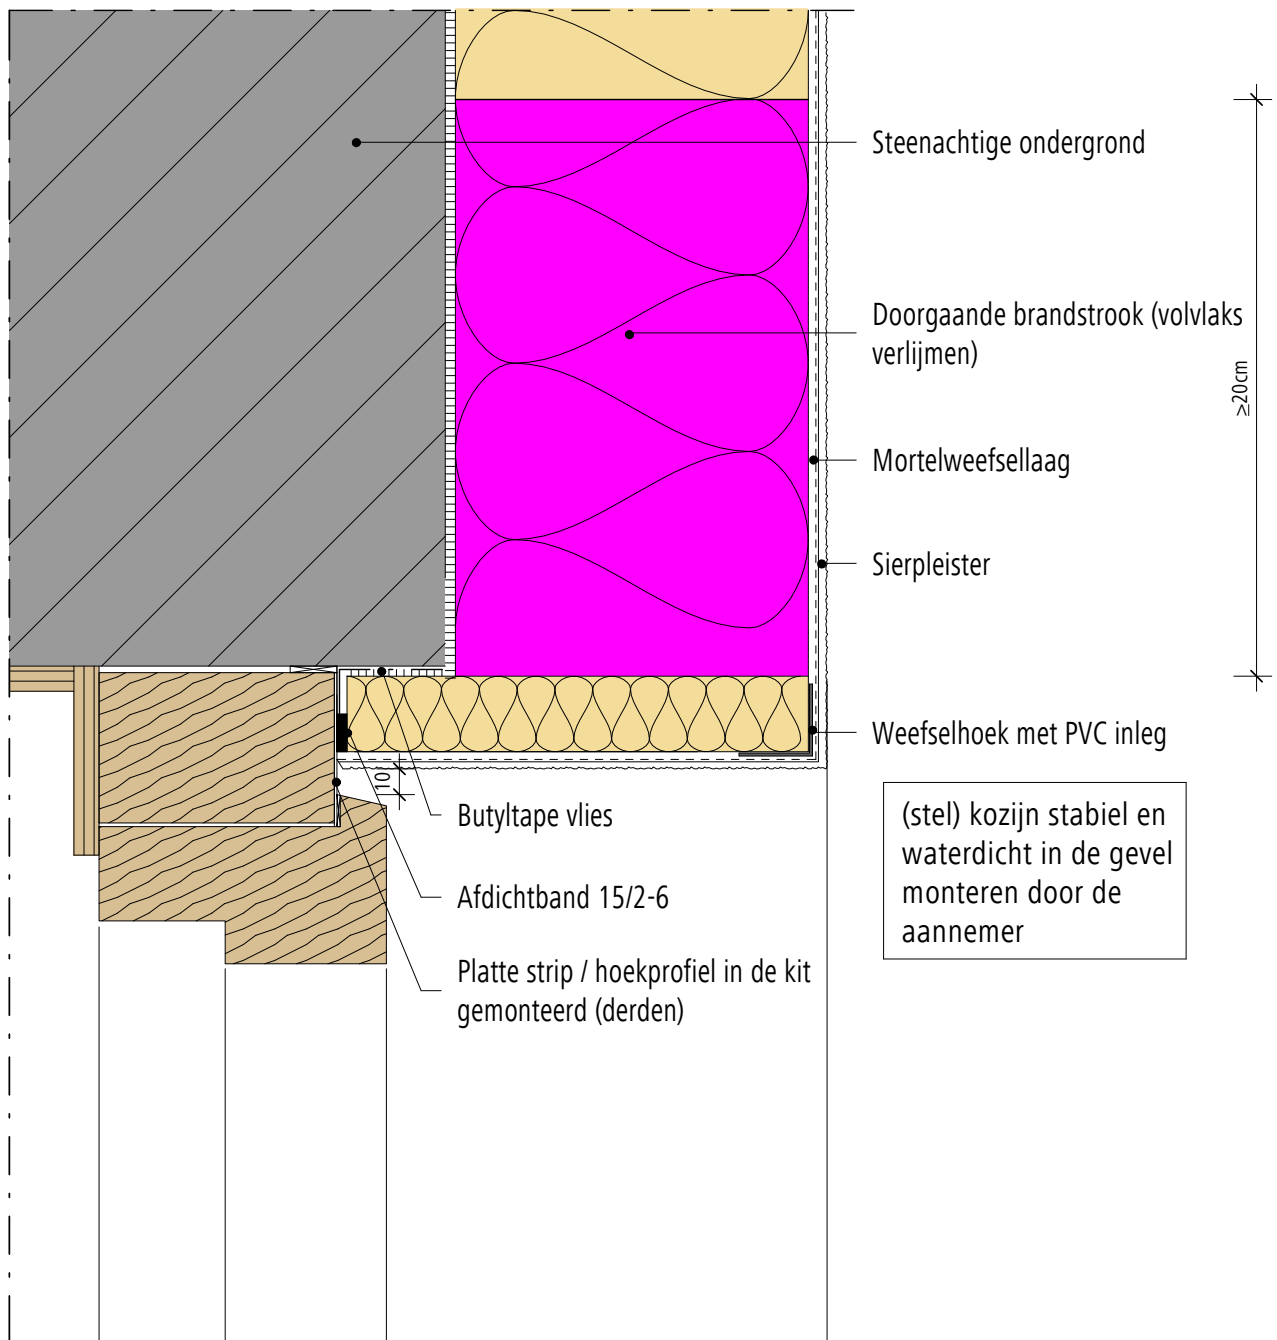 Steenachtige ondergrond
Doorgaande brandstrook (volvlaks
verlijmen)
≥20cm
Mortelweefsellaag
Sierpleister
Weefselhoek met PVC inleg
10
Butyltape vlies
(stel) kozijn stabiel en
waterdicht in de gevel
monteren door de
aannemer
Afdichtband 15/2-6
Platte strip / hoekprofiel in de kit
gemonteerd (derden)